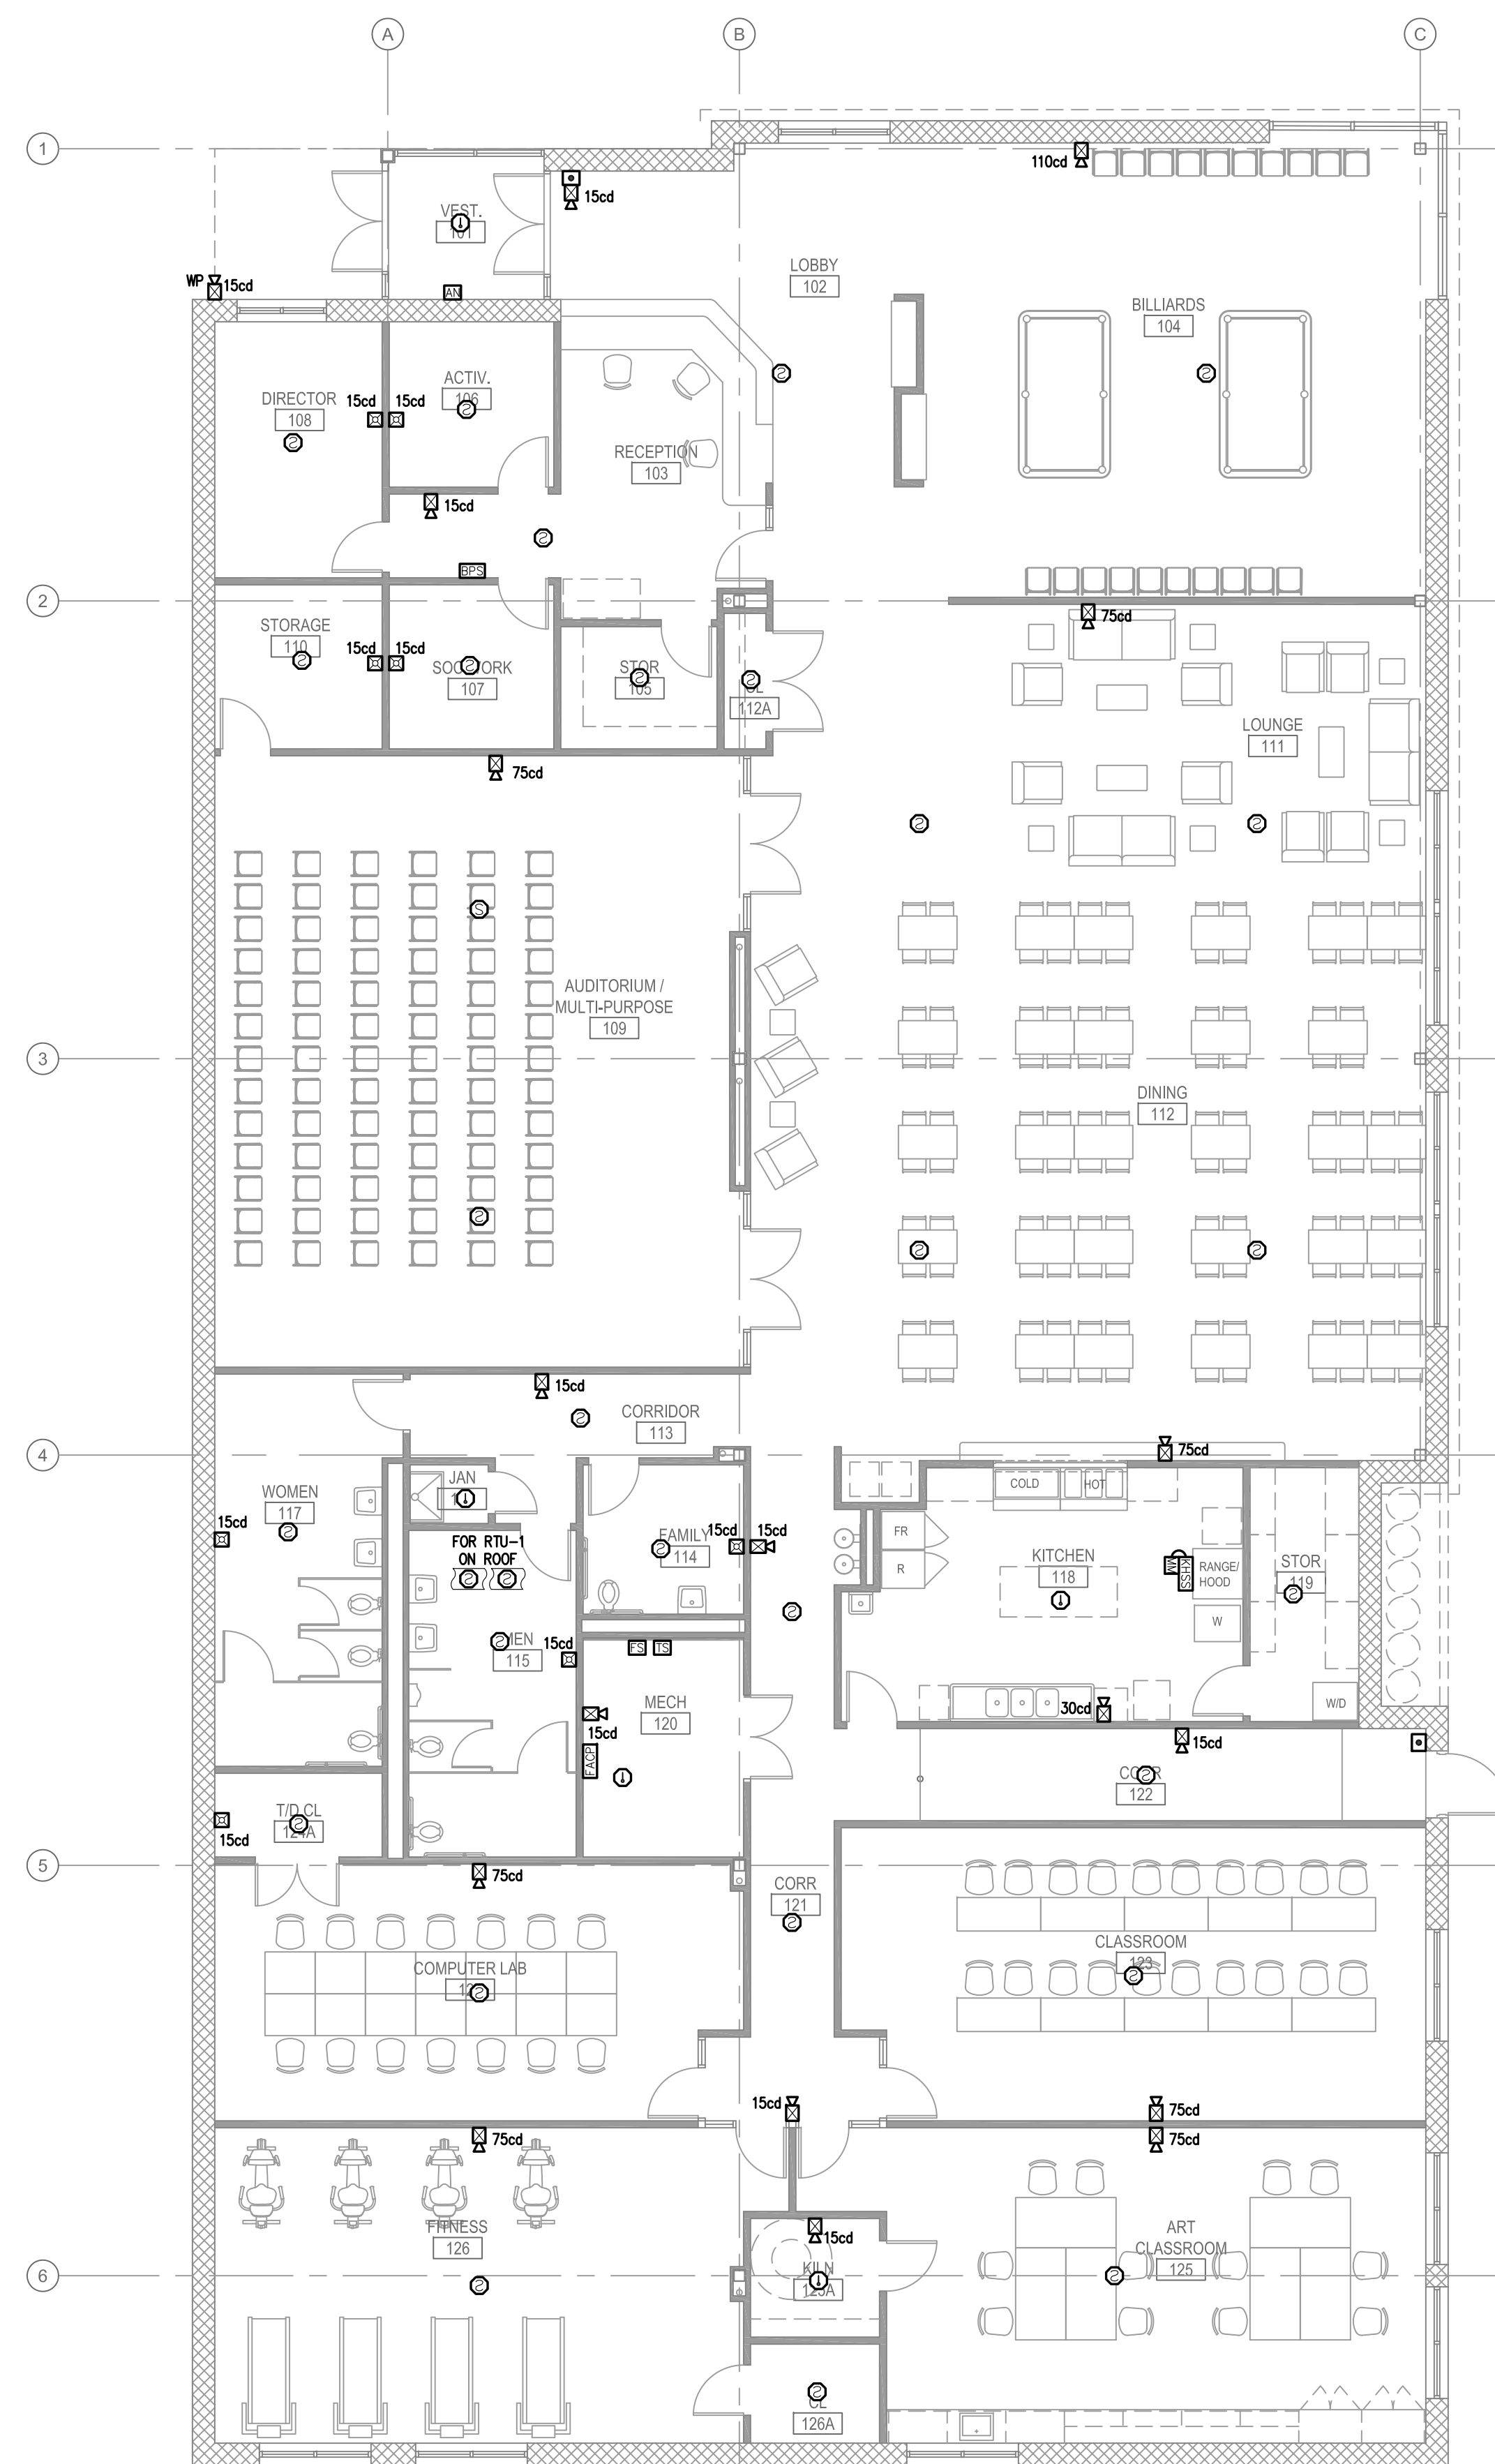 A
B
C
1
110cd
15cd
VEST.
101
WP
15cd
AN
LOBBY
102
BILLIARDS
104
ACTIV.
106
DIRECTOR
108
15cd
15cd
RECEPTION
103
15cd
BPS
2
75cd
STORAGE
110
15cd
15cd
107
STOR
105
112A
LOUNGE
111
75cd
AUDITORIUM /
MULTI-PURPOSE
109
3
DINING
112
15cd
CORRIDOR
113
4
75cd
JAN
COLD
HOT
WOMEN
117
15cd
FOR RTU-1
ON ROOF
15cd
15cd
FAMILY
114
FR
R
KITCHEN
118
KHSS
RANGE/
HOOD
STOR
119
W
MEN
115
15cd
FS
TS
MECH
120
15cd
FACP
30cd
W/D
15cd
122
T/D CL
124A
15cd
5
75cd
CORR
121
CLASSROOM
123
COMPUTER LAB
15cd
75cd
75cd
75cd
FITNESS
126
15cd
KILN
125A
ART
CLASSROOM
125
6
CL
126A